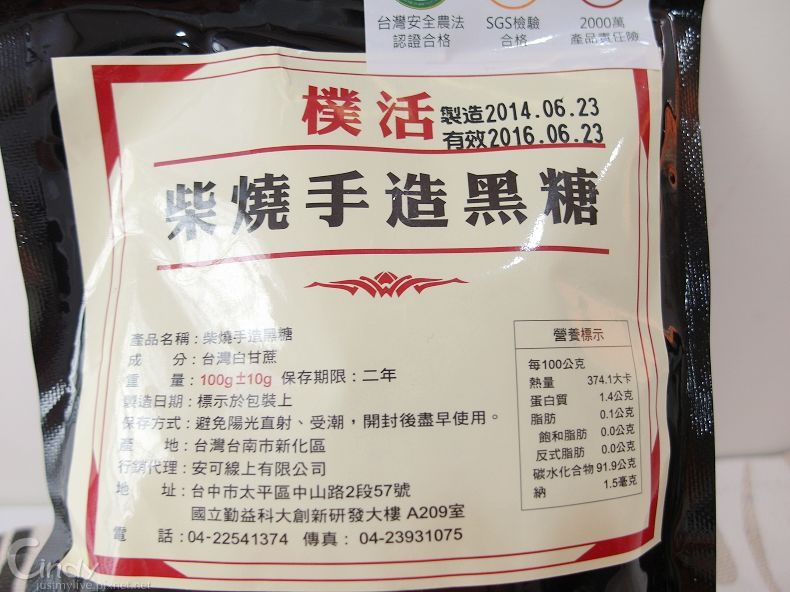 台灣安全農法 SGS檢驗 2000萬
認證合格 合格 產品責任險
樸活 製造2014.06.23
有效2016.06.23
柴燒手造黑糖
產品名稱：柴燒手造黑糖
成 分：台灣白甘蔗
重 量：100g±10g 保存期限：二年
製造日期：標示於包裝上
保存方式：避免陽光直射、受潮，開封後盡早使用。
產 地：台灣台南市新化區
行銷代理：安可線上有限公司
地 址：台中市太平區中山路2段57號
國立勤益科大創新研發大樓 A209室
電 話：04-22541374 傳真： 04-23931075
營養標示
每100公克
熱量 374.1大卡
蛋白質 1.4公克
脂肪 0.1公克
飽和脂肪 0.0公克
反式脂肪 0.0公克
碳水化合物 91.9公克
納 1.5毫克
Cindy
justmylive.pixnet.net